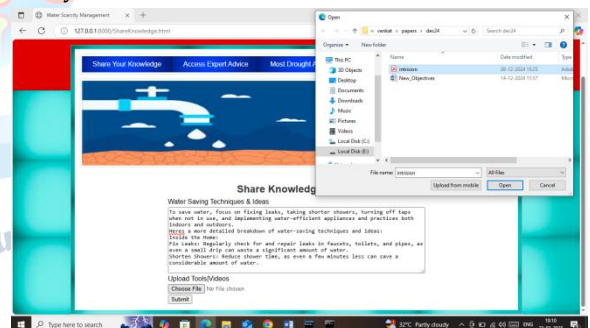 Water Scarcity Management
127.0.0.1:8000/ShareKnowledge.html
Share Your Knowledge
Access Expert Advice
Most Drought A
Share Knowledg
Water Saving Techniques & Ideas
To save water, focus on fixing leaks, taking shorter showers, turning off taps
when not in use, and implementing water-efficient appliances and practices both
indoors and outdoors.
Heres a more detailed breakdown of water-saving techniques and ideas:
Inside the Home:
Fix Leaks: Regularly check for and repair leaks in faucets, toilets, and pipes, as
even a small drip can waste a significant amount of water.
Shorten Showers: Reduce shower time, as even a few minutes less can save a
considerable amount of water.
Upload Tools/Videos
Choose File No file chosen
Submit
Open
venkat > papers > dec24
Search dec24
Organize
New folder
This PC
3D Objects
Desktop
Documents
Downloads
Music
Pictures
Videos
Local Disk (C:)
Local Disk (E:)
Name
Date modified
Type
intrision
New_Objectives
14-12-2024 11:37
File name: intrision
All Files
Upload from mobile
Open
Cancel
Type here to search
32°C Partly cloudy
ENG
19:10